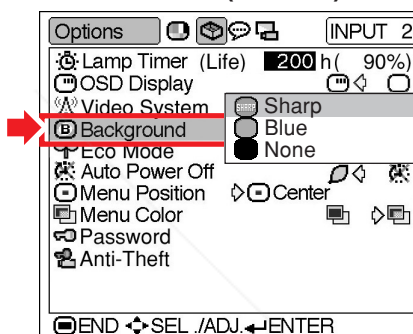 Options INPUT 2
Lamp Timer (Life) 200 h( 90%)
OSD Display
Video System
Sharp
B Background
Blue
Eco Mode
None
Auto Power Off
Menu Position Center
Menu Color
Password
Anti-Theft
END SEL./ADJ. ENTER